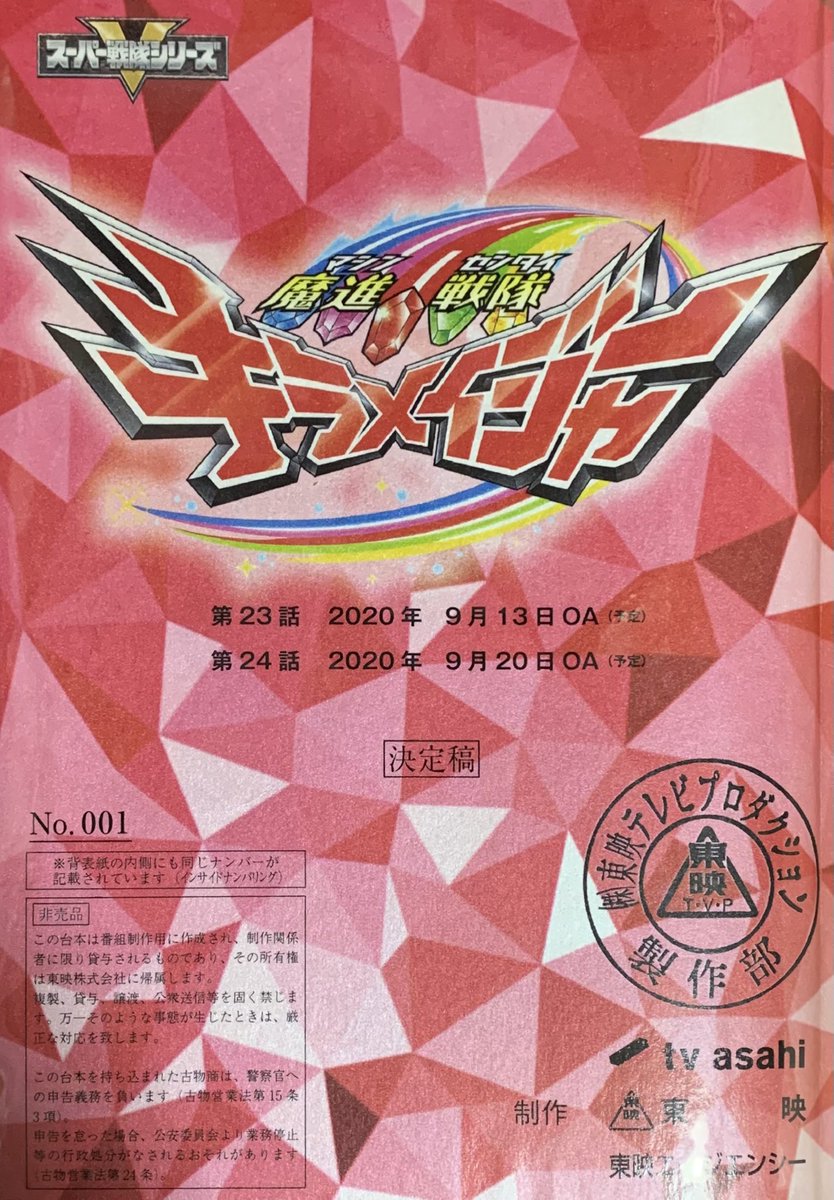 スーパー戦隊シリーズ
マシン センタイ
魔進 戦隊
キラメイジャー
第23話 2020年 9月13日OA(予定)
第24話 2020年 9月20日OA(予定)
決定稿
No. 001
※背表紙の内側にも同じナンバーが
記載されています(インサイドナンバリング)
非売品
この台本は番組制作用に作成され、制作関係
者に限り貸与されるものであり、その所有権
は東映株式会社に帰属します。
複製、貸与、譲渡、公衆送信等を固く禁じま
す。万一そのような事態が生じたときは、厳
正な対応を致します。
この台本を持ち込まれた古物商は、警察官へ
の申告義務を負います(古物営業法第15条
3項)。
申告を怠った場合、公安委員会より業務停止
等の行政処分がなされるおそれがあります
(古物営業法第24条)。
㈱東映テレビプロダクション
東映
T・V・P
製作部
tv asahi
制作 東映 東映
東映エージエンシー